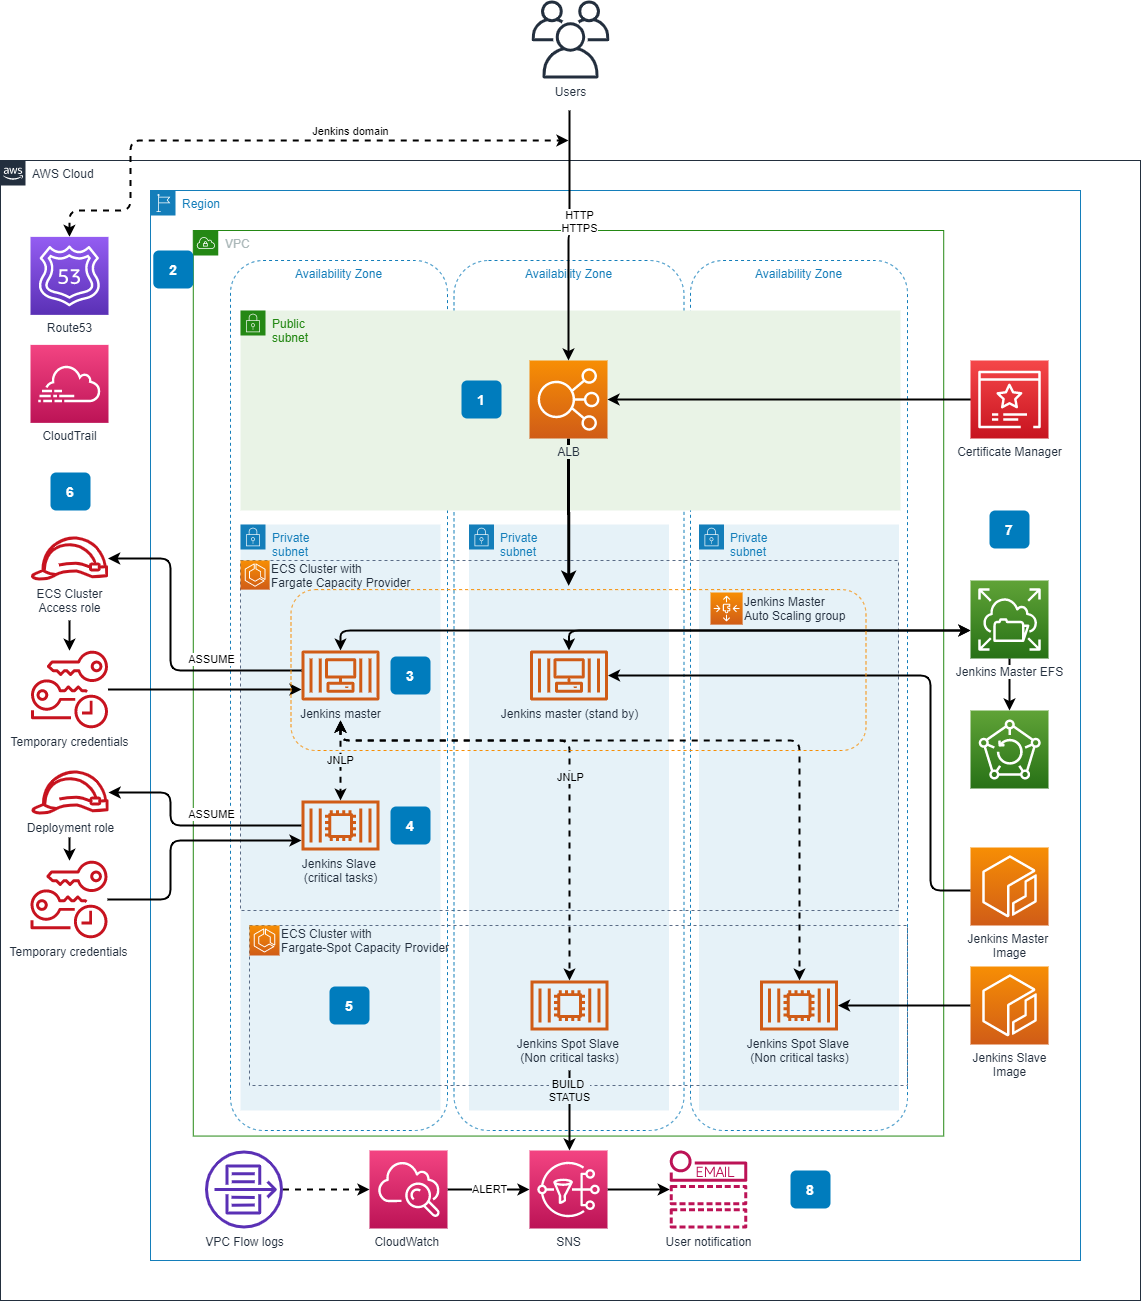 Users
Jenkins domain
aws
AWS Cloud
Region
HTTP
HTTPS
VPC
2
Availability Zone
Availability Zone
Availability Zone
53
Route53
Public
subnet
1
ALB
Certificate Manager
CloudTrail
6
7
Private
subnet
Private
subnet
Private
subnet
ECS Cluster with
Fargate Capacity Provider
ECS Cluster
Access role
Jenkins Master
Auto Scaling group
ASSUME
3
Jenkins Master EFS
Jenkins master
Jenkins master (stand by)
Temporary credentials
JNLP
JNLP
ASSUME
4
Deployment role
Jenkins Slave
(critical tasks)
Temporary credentials
ECS Cluster with
Fargate-Spot Capacity Provider
Jenkins Master
Image
5
Jenkins Spot Slave
(Non critical tasks)
Jenkins Spot Slave
(Non critical tasks)
Jenkins Slave
Image
BUILD
STATUS
EMAIL
ALERT
8
VPC Flow logs
CloudWatch
SNS
User notification